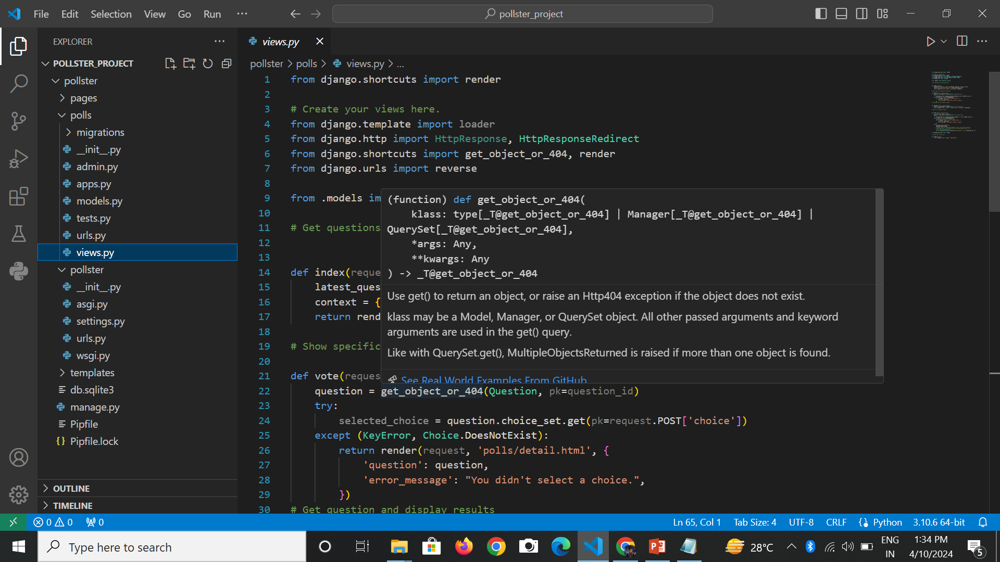 File Edit Selection View Go Run ...
pollster_project
EXPLORER ...
POLLSTER_PROJECT
pollster
pages
polls
migrations
__init__.py
admin.py
apps.py
models.py
tests.py
urls.py
views.py
pollster
__init__.py
asgi.py
settings.py
urls.py
wsgi.py
templates
db.sqlite3
manage.py
Pipfile
{} Pipfile.lock
OUTLINE
TIMELINE
views.py
pollster > polls > views.py > ...
1 from django.shortcuts import render
2
3 # Create your views here.
4 from django.template import loader
5 from django.http import HttpResponse, HttpResponseRedirect
6 from django.shortcuts import get_object_or_404, render
7 from django.urls import reverse
8
9 from .models im
10
11 # Get questions
12
13
14 def index(reque
15 latest_ques
16 context = {
17 return rend
18
19 # Show specific
20
21 def vote(reques
(function) def get_object_or_404(
klass: type[_T@get_object_or_404] | Manager[_T@get_object_or_404] |
QuerySet[_T@get_object_or_404],
*args: Any,
**kwargs: Any
) -> _T@get_object_or_404
Use get() to return an object, or raise an Http404 exception if the object does not exist.
klass may be a Model, Manager, or QuerySet object. All other passed arguments and keyword
arguments are used in the get() query.
Like with QuerySet.get(), MultipleObjectsReturned is raised if more than one object is found.
See Real World Examples From GitHub
22 question = get_object_or_404(Question, pk=question_id)
23 try:
24 selected_choice = question.choice_set.get(pk=request.POST['choice'])
25 except (KeyError, Choice.DoesNotExist):
26 return render(request, 'polls/detail.html', {
27 'question': question,
28 'error_message': "You didn't select a choice.",
29 })
30 # Get question and display results
0 0 0
Ln 65, Col 1 Tab Size: 4 UTF-8 CRLF {} Python 3.10.6 64-bit
Type here to search
28°C
ENG
IN
1:34 PM
4/10/2024
5